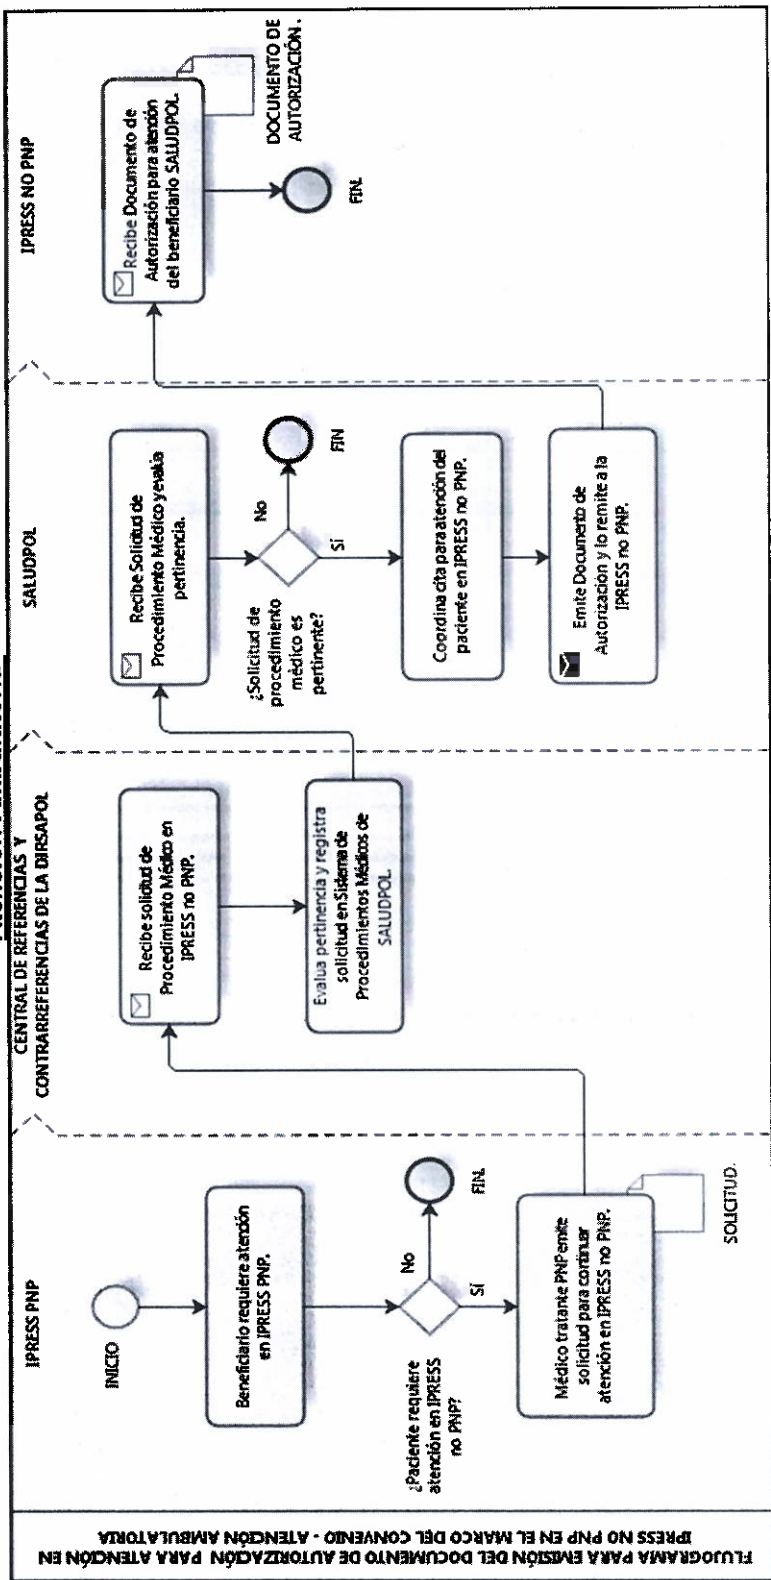 FLUJOGRAMA PARA EMISIÓN DEL DOCUMENTO DE AUTORIZACIÓN PARA ATENCIÓN EN
IPRESS NO PNP EN EL MARCO DEL CONVENIO - ATENCIÓN AMBULATORIA
IPRESS PNP
INICIO
Beneficiario requiere atención
en IPRESS PNP.
¿Paciente requiere
atención en IPRESS
no PNP?
No
FIN.
SÍ
Médico tratante PNP emite
solicitud para continuar
atención en IPRESS no PNP.
SOLICITUD.
CENTRAL DE REFERENCIAS Y
CONTRARREFERENCIAS DE LA DIRSAPOL
Recibe solicitud de
Procedimiento Médico en
IPRESS no PNP.
Evalua pertinencia y registra
solicitud en Sistema de
Procedimientos Médicos de
SALUDPOL.
SALUDPOL
Recibe Solicitud de
Procedimiento Médico y evalúa
pertinencia.
¿Solicitud de
procedimiento
médico es
pertinente?
No
FIN
SÍ
Coordina cita para atención del
paciente en IPRESS no PNP.
Emite Documento de
Autorización y lo remite a la
IPRESS no PNP.
IPRESS NO PNP
Recibe Documento de
Autorización para atención
del beneficiario SALUDPOL.
DOCUMENTO DE
AUTORIZACIÓN.
FIN.